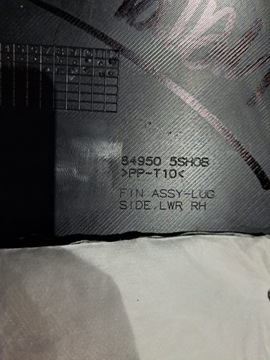 84950 5SH0B
>PP-T10<
FIN ASSY-LUG
SIDE,LWR RH